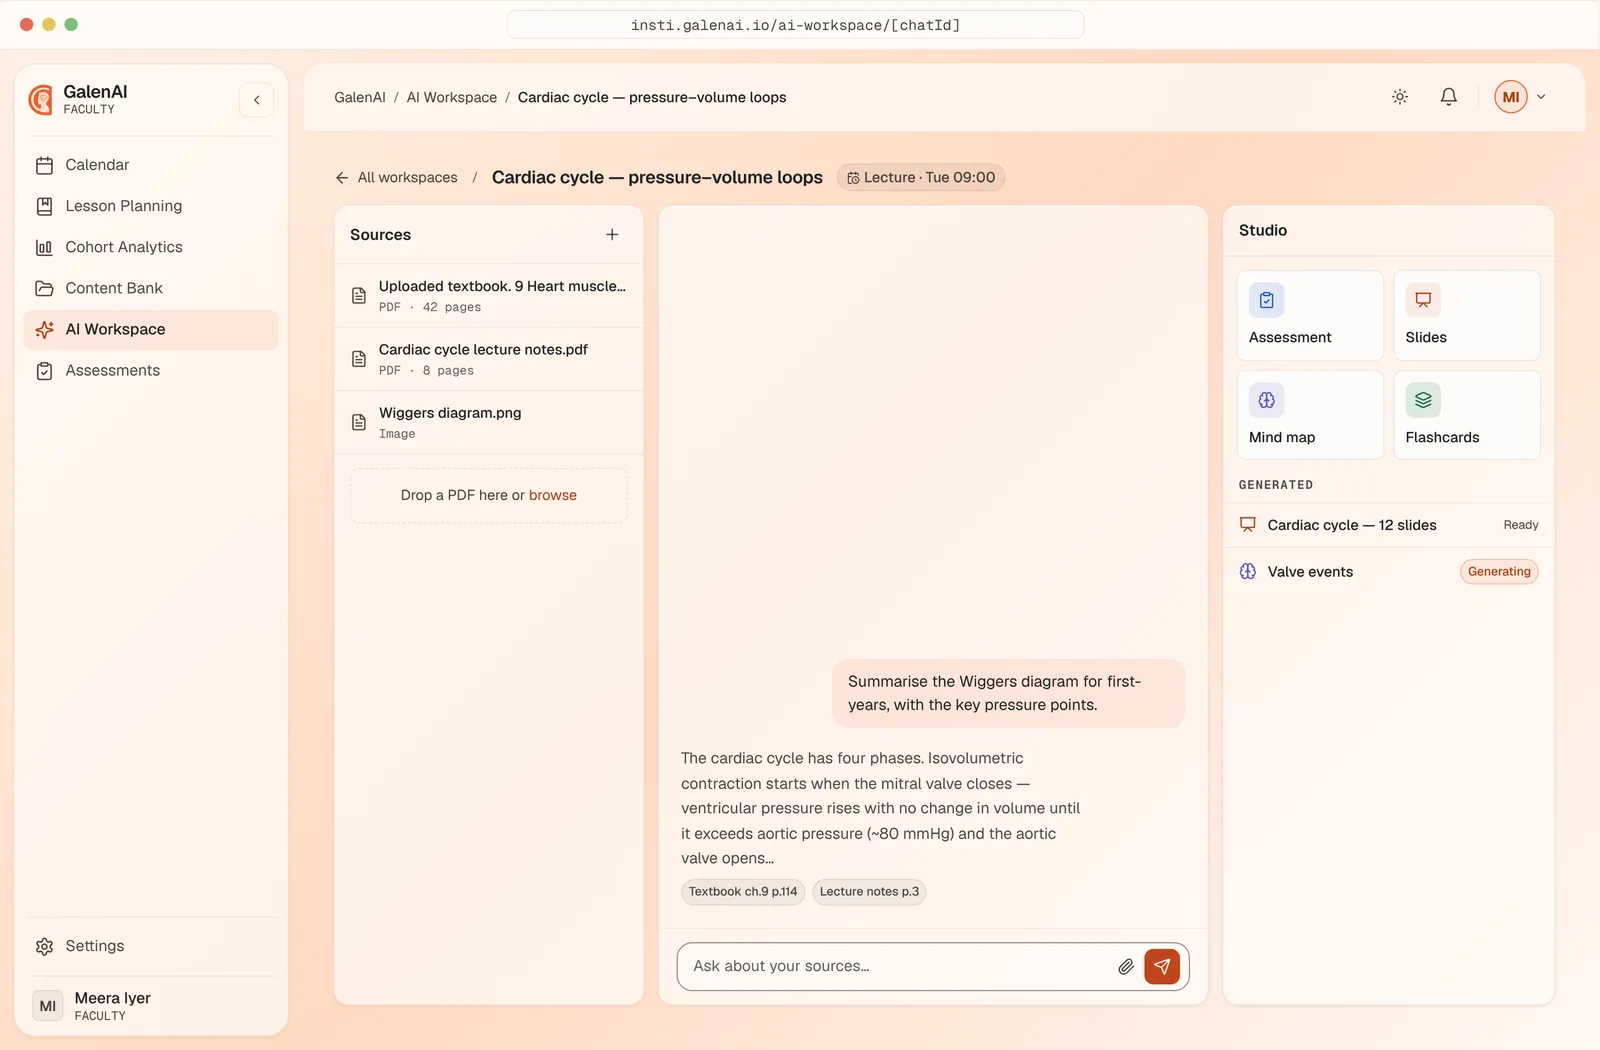 insti.galenai.io/ai-workspace/[chatId]
GalenAI
FACULTY
Calendar
Lesson Planning
Cohort Analytics
Content Bank
AI Workspace
Assessments
Settings
MI
Meera Iyer
FACULTY
GalenAI / AI Workspace / Cardiac cycle — pressure–volume loops
MI
All workspaces / Cardiac cycle — pressure–volume loops
Lecture · Tue 09:00
Sources
Uploaded textbook. 9 Heart muscle...
PDF · 42 pages
Cardiac cycle lecture notes.pdf
PDF · 8 pages
Wiggers diagram.png
Image
Drop a PDF here or browse
Summarise the Wiggers diagram for first-
years, with the key pressure points.
The cardiac cycle has four phases. Isovolumetric
contraction starts when the mitral valve closes —
ventricular pressure rises with no change in volume until
it exceeds aortic pressure (~80 mmHg) and the aortic
valve opens...
Textbook ch.9 p.114
Lecture notes p.3
Ask about your sources...
Studio
Assessment
Slides
Mind map
Flashcards
GENERATED
Cardiac cycle — 12 slides
Ready
Valve events
Generating